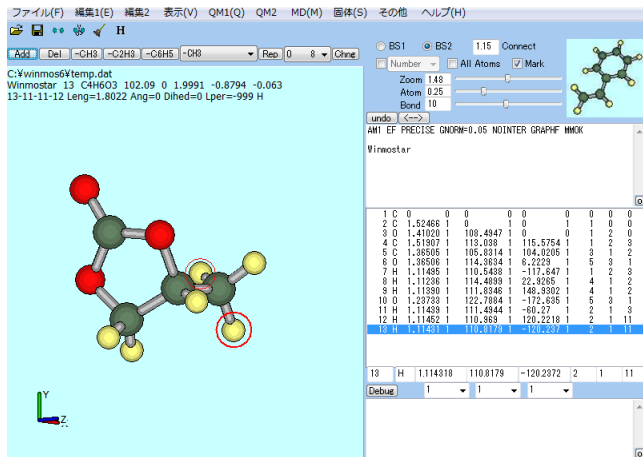 ファイル(F) 編集1(E) 編集2 表示(V) QM1(Q) QM2 MD(M) 固体(S) その他 ヘルプ(H)
H
Add Del -CH3 -C2H3 -C6H5 -CH3 Rep 0 8 Chng
C:¥winmos6¥temp.dat
Winmostar 13 C4H6O3 102.09 0 1.9991 -0.8794 -0.063
13-11-11-12 Leng=1.8022 Ang=0 Dihed=0 Lper=-999 H
Y
Z
BS1 BS2 1.15 Connect
Number All Atoms Mark
Zoom 1.48
Atom 0.25
Bond 10
undo <-->
AM1 EF PRECISE GNORM=0.05 NOINTER GRAPHF MMOK
Winmostar
1 C 0 0 0 0 0 0 0 0
2 C 1.52466 1 0 0 1 0 0
3 O 1.41020 1 108.4947 1 0 1 2 0
4 C 1.51907 1 113.038 1 115.5754 1 1 2 3
5 C 1.36505 1 105.8314 1 104.0205 1 3 1 2
6 O 1.36506 1 114.3634 1 6.2229 1 5 3 1
7 H 1.11495 1 110.5438 1 -117.647 1 1 2 3
8 H 1.11236 1 114.4899 1 22.9265 1 4 1 2
9 H 1.11390 1 111.8346 1 148.9302 1 4 1 2
10 O 1.23733 1 122.7884 1 -172.635 1 5 3 1
11 H 1.11439 1 111.4944 1 -60.27 1 2 1 3
12 H 1.11452 1 110.969 1 120.2218 1 2 1 11
13 H 1.11431 1 110.8179 1 -120.237 1 2 1 11
13 H 1.114318 110.8179 -120.2372 2 1 11
Debug 1 1 1